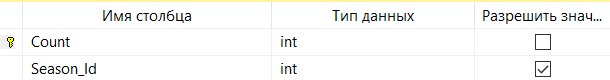 Имя столбца Тип данных Разрешить знач...
Count int
Season_Id int